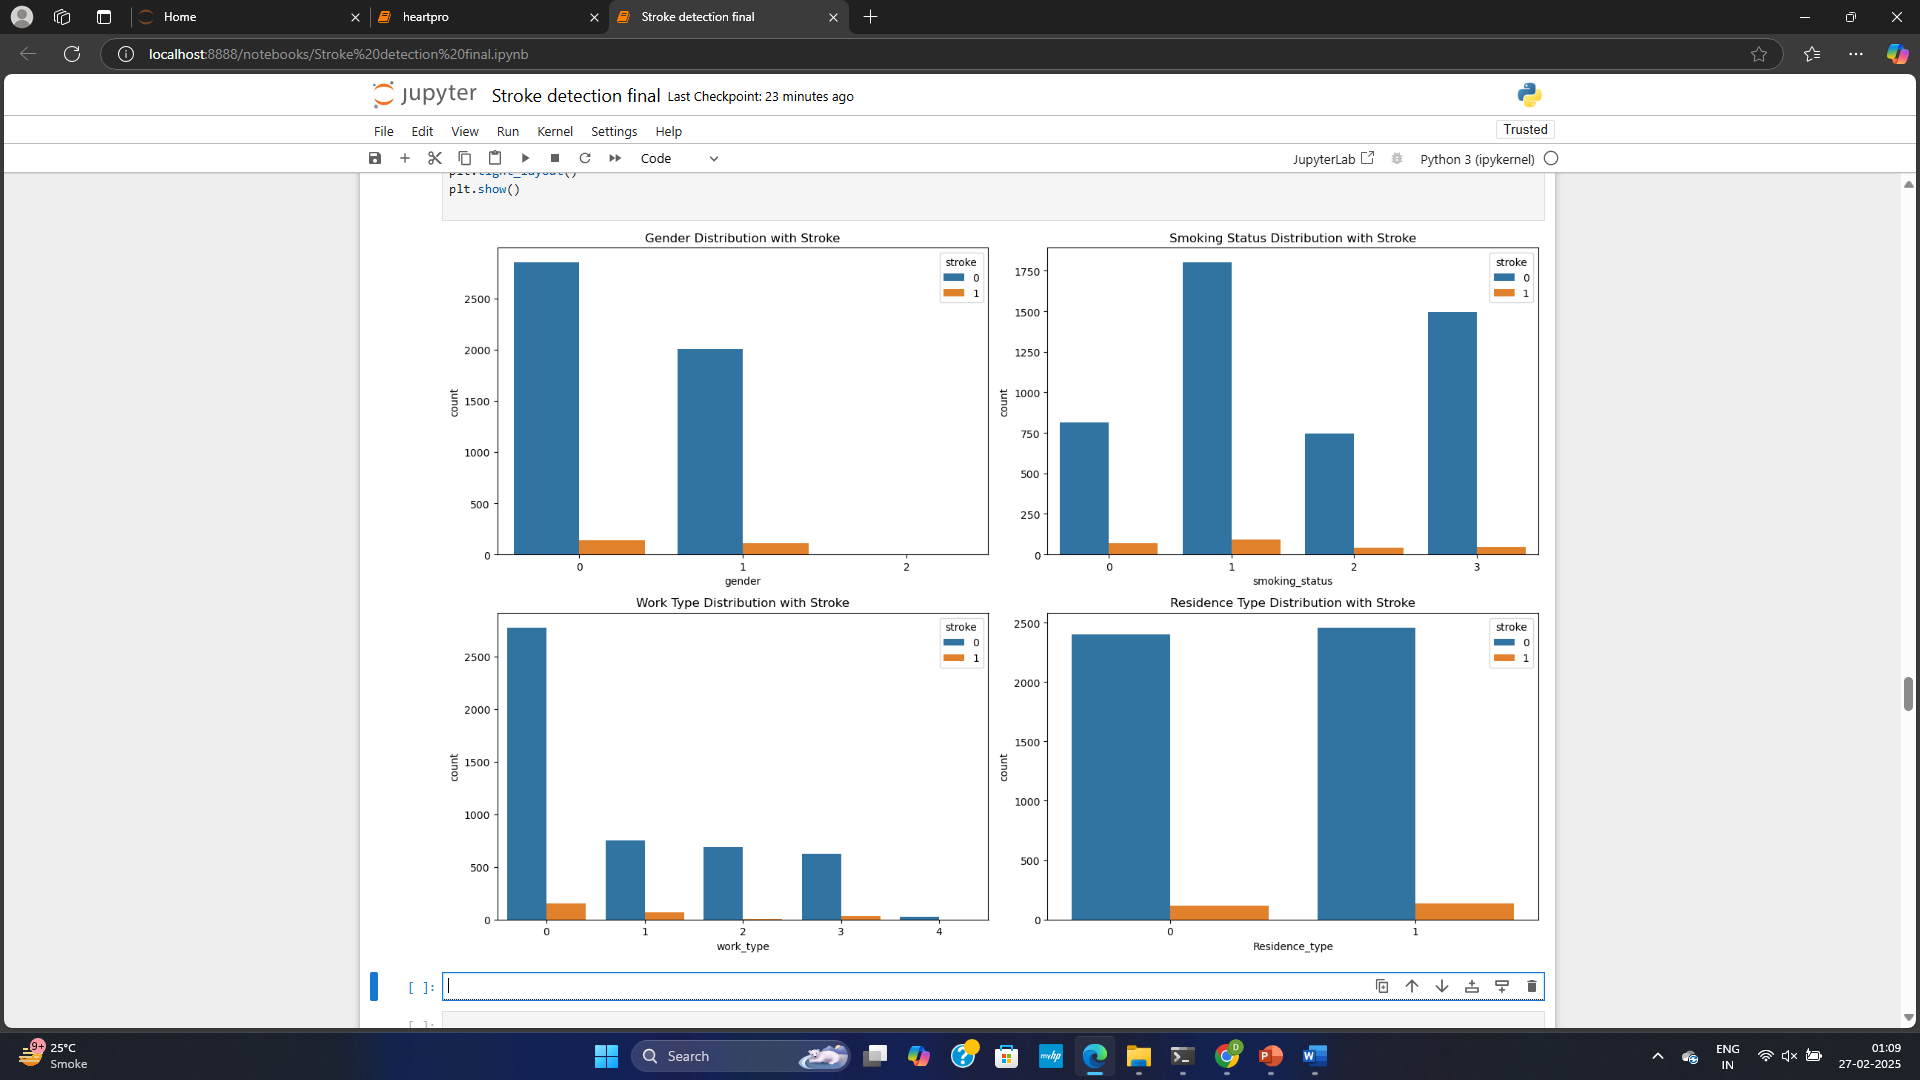 Home
heartpro
Stroke detection final
localhost:8888/notebooks/Stroke%20detection%20final.ipynb
jupyter Stroke detection final Last Checkpoint: 23 minutes ago
File Edit View Run Kernel Settings Help
Trusted
Code
JupyterLab
Python 3 (ipykernel)
plt.tight_layout()
plt.show()
Gender Distribution with Stroke
stroke
0
1
2500
2000
1500
1000
500
0
count
0 1 2
gender
Smoking Status Distribution with Stroke
stroke
0
1
1750
1500
1250
1000
750
500
250
0
count
0 1 2 3
smoking_status
Work Type Distribution with Stroke
stroke
0
1
2500
2000
1500
1000
500
0
count
0 1 2 3 4
work_type
Residence Type Distribution with Stroke
stroke
0
1
2500
2000
1500
1000
500
0
count
0 1
Residence_type
[ ]:
[ ]:
9+
25°C
Smoke
Search
myhp
D
P
W
ENG
IN
01:09
27-02-2025